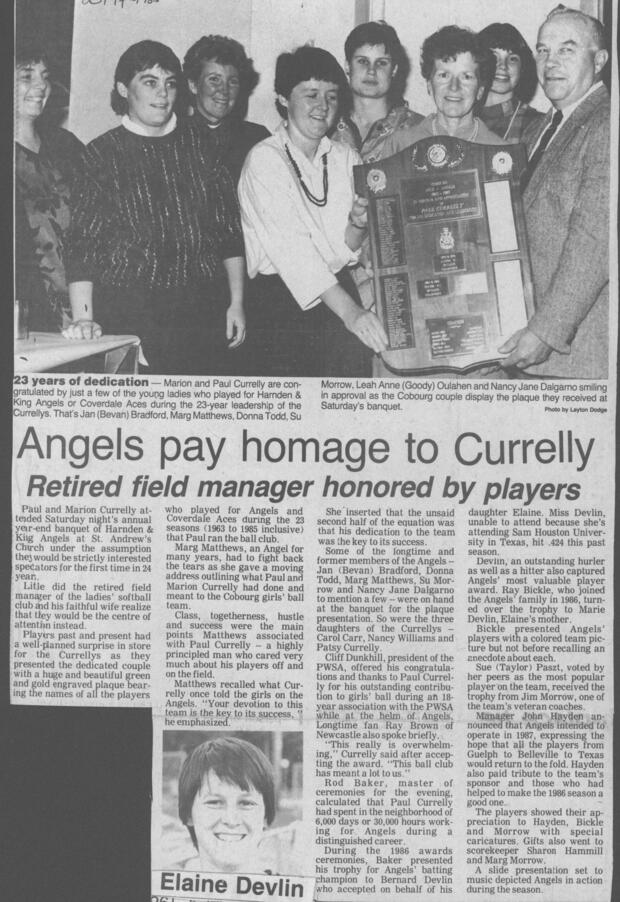 23 years of dedication — Marion and Paul Currelly are con-
gratulated by just a few of the young ladies who played for Harnden &
King Angels or Coverdale Aces during the 23-year leadership of the
Currellys. That's Jan (Bevan) Bradford, Marg Matthews, Donna Todd, Su
Morrow, Leah Anne (Goody) Oulahen and Nancy Jane Dalgarno smiling
in approval as the Cobourg couple display the plaque they received at
Saturday's banquet.
Photo by Layton Dodge
Angels pay homage to Currelly
Retired field manager honored by players
Paul and Marion Currelly at-
tended Saturday night's annual
year-end banquet of Harnden &
King Angels at St. Andrew's
Church under the assumption
they would be strictly interested
spectators for the first time in 24
years.
Little did the retired field
manager of the ladies' softball
club and his faithful wife realize
that they would be the centre of
attention instead.
Players past and present had
a well-planned surprise in store
for the Currellys as they
presented the dedicated couple
with a huge and beautiful green
and gold engraved plaque bear-
ing the names of all the players
who played for Angels and
Coverdale Aces during the 23
seasons (1963 to 1985 inclusive)
that Paul ran the ball club.
Marg Matthews, an Angel for
many years, had to fight back
the tears as she gave a moving
address outlining what Paul and
Marion Currelly had done and
meant to the Cobourg girls' ball
team.
Class, togetherness, hustle
and success were the main
points Matthews associated
with Paul Currelly – a highly
principled man who cared very
much about his players off and
on the field.
Matthews recalled what Cur-
relly once told the girls on the
Angels. "Your devotion to this
team is the key to its success,"
he emphasized.
She inserted that the unsaid
second half of the equation was
that his dedication to the team
was the key to success.
Some of the longtime and
former members of the Angels –
Jan (Bevan) Bradford, Donna
Todd, Marg Matthews, Su Mor-
row and Nancy Jane Dalgarno
to mention a few – were on hand
at the banquet for the plaque
presentation. So were the three
daughters of the Currellys –
Carol Carr, Nancy Williams and
Patsy Currelly.
Cliff Dunkhill, president of the
PWSA, offered his congratula-
tions and thanks to Paul Currel-
ly for his outstanding contribu-
tion to girls' ball during an 18-
year association with the PWSA
while at the helm of Angels.
Longtime fan Ray Brown of
Newcastle also spoke briefly.
"This really is overwhelm-
ing," Currelly said after accep-
ting the award. "This ball club
has meant a lot to us."
Rod Baker, master of
ceremonies for the evening,
calculated that Paul Currelly
had spent in the neighborhood of
6,000 days or 30,000 hours work-
ing for Angels during a
distinguished career.
During the 1986 awards
ceremonies, Baker presented
his trophy for Angels' batting
champion to Bernard Devlin
who accepted on behalf of his
daughter Elaine. Miss Devlin,
unable to attend because she's
attending Sam Houston Univer-
sity in Texas, hit .424 this past
season.
Devlin, an outstanding hurler
as well as a hitter also captured
Angels' most valuable player
award. Ray Bickle, who joined
the Angels' family in 1986, turn-
ed over the trophy to Marie
Devlin, Elaine's mother.
Bickle presented Angels'
players with a colored team pic-
ture but not before recalling an
anecdote about each.
Sue (Taylor) Paszt, voted by
her peers as the most popular
player on the team, received the
trophy from Jim Morrow, one of
the team's veteran coaches.
Manager John Hayden an-
nounced that Angels intended to
operate in 1987, expressing the
hope that all the players from
Guelph to Belleville to Texas
would return to the fold. Hayden
also paid tribute to the team's
sponsor and those who had
helped to make the 1986 season a
good one.
The players showed their ap-
preciation to Hayden, Bickle
and Morrow with special
caricatures. Gifts also went to
scorekeeper Sharon Hammill
and Marg Morrow.
A slide presentation set to
music depicted Angels in action
during the season.
Elaine Devlin